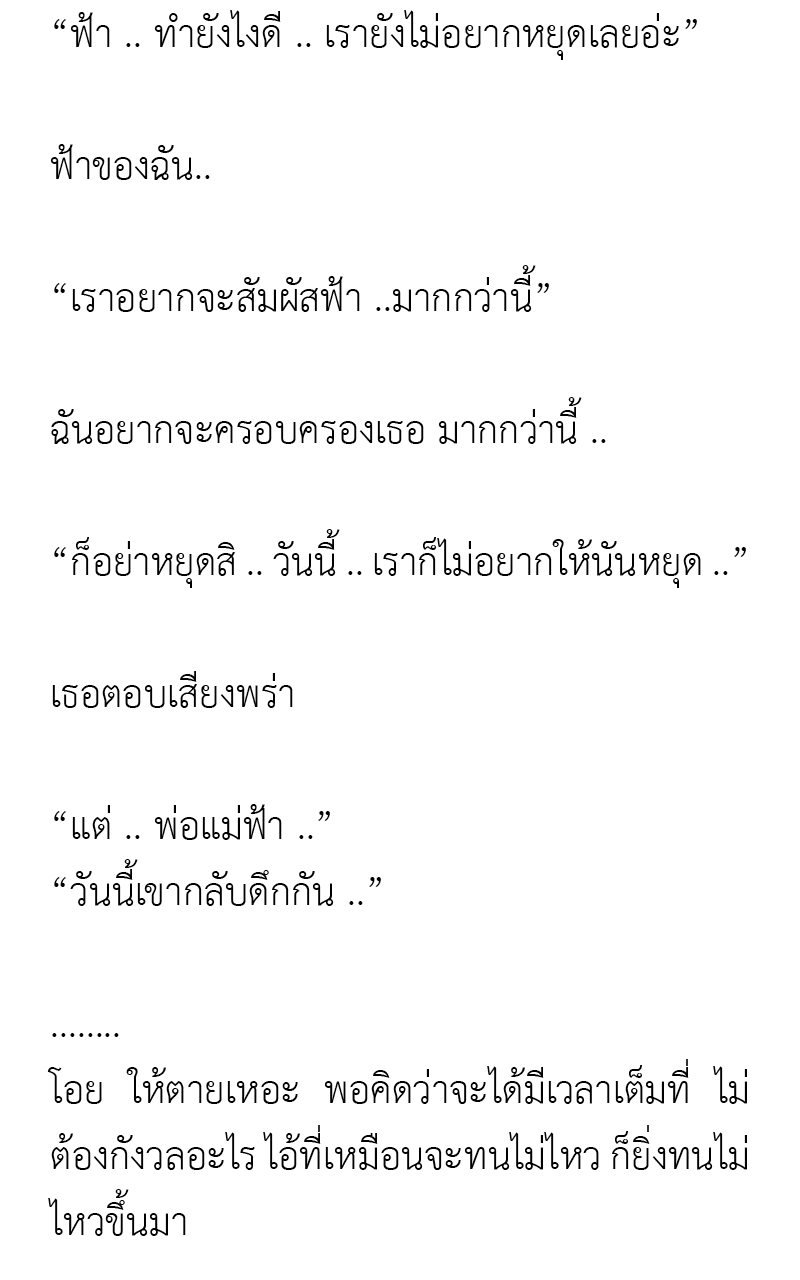 “ฟ้า .. ทำยังไงดี .. เรายังไม่อยากหยุดเลยอ่ะ”
ฟ้าของฉัน..
“เราอยากจะสัมผัสฟ้า ..มากกว่านี้”
ฉันอยากจะครอบครองเธอ มากกว่านี้ ..
“ก็อย่าหยุดสิ .. วันนี้ .. เราก็ไม่อยากให้นันหยุด ..”
เธอตอบเสียงพร่า
“แต่ .. พ่อแม่ฟ้า ..”
“วันนี้เขากลับดึกกัน ..”
........
โอย ให้ตายเหอะ พอคิดว่าจะได้มีเวลาเต็มที่ ไม่
ต้องกังวลอะไร ไอ้ที่เหมือนจะทนไม่ไหว ก็ยิ่งทนไม่
ไหวขึ้นมา